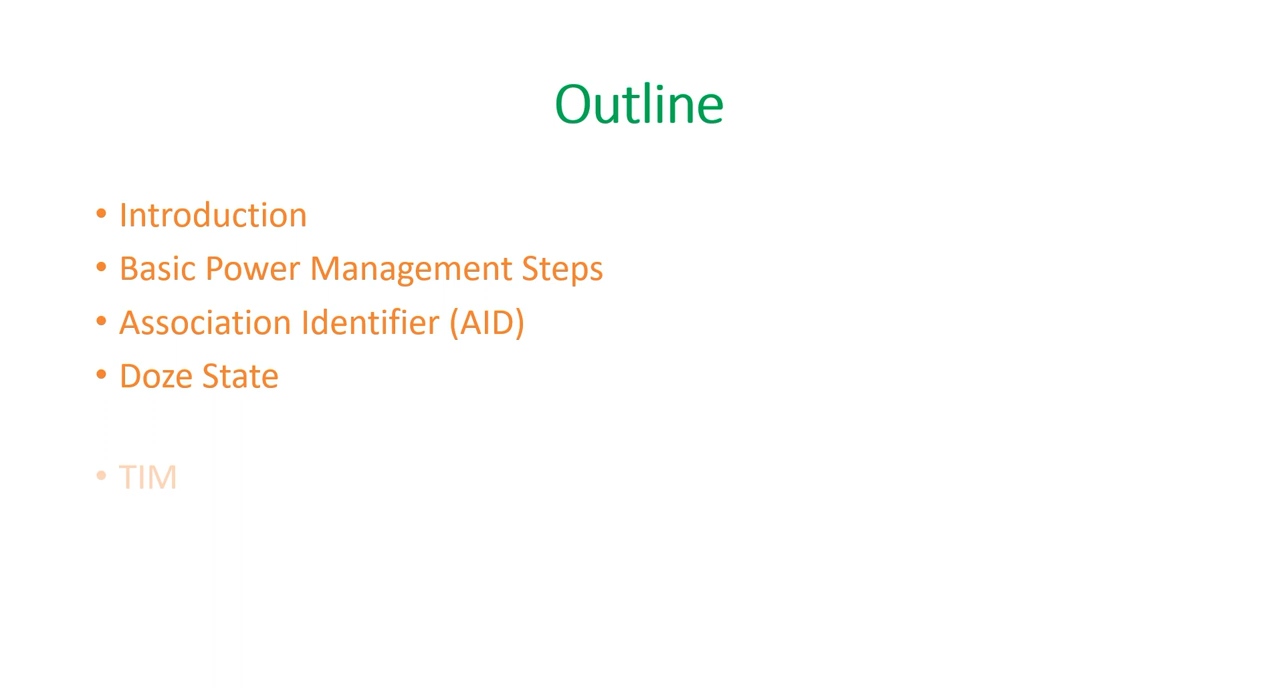 Outline
• Introduction
• Basic Power Management Steps
• Association Identifier (AID)
• Doze State
• TIM